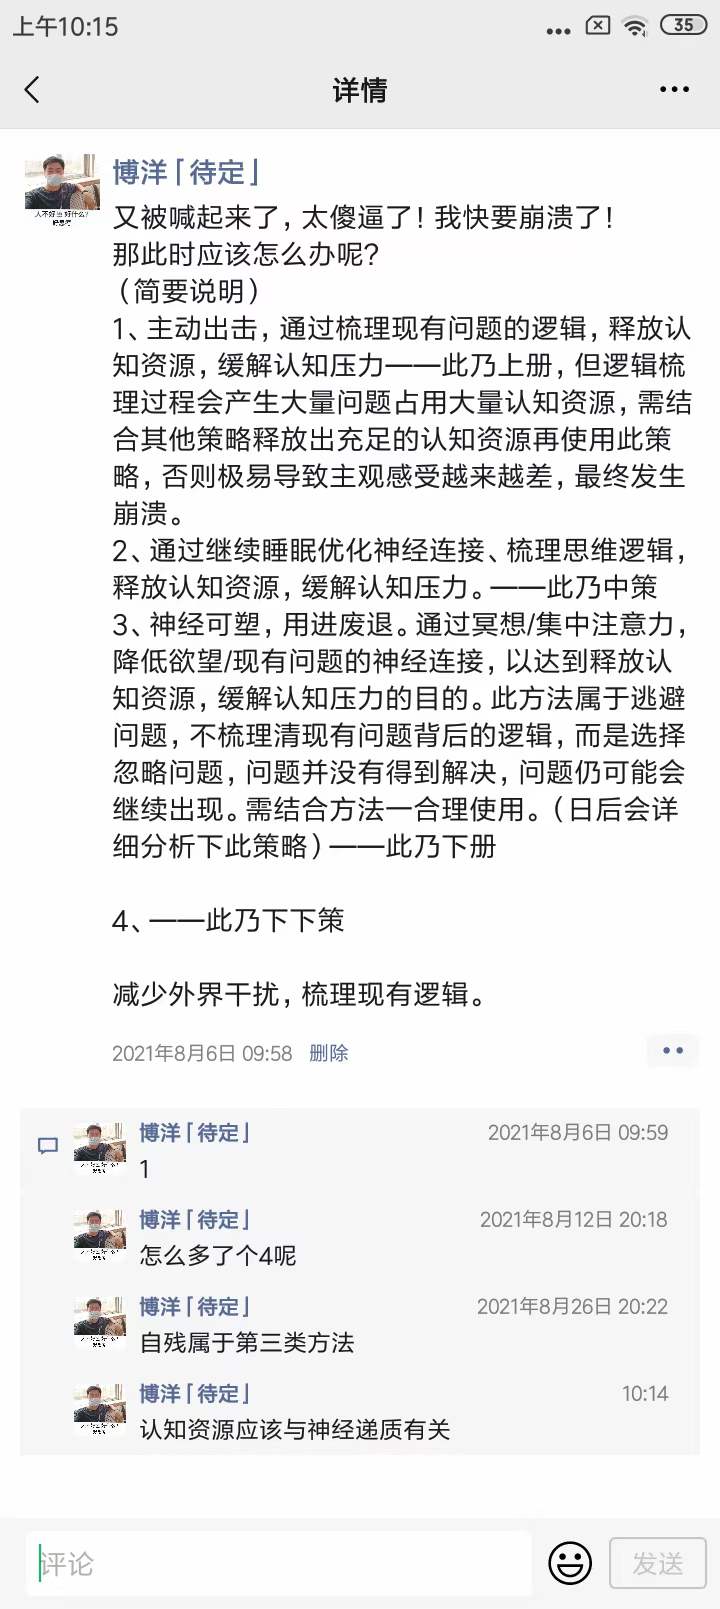 上午10:15
35
详情
博洋「待定」
又被喊起来了，太傻逼了！我快要崩溃了！
那此时应该怎么办呢？
（简要说明）
1、主动出击，通过梳理现有问题的逻辑，释放认
知资源，缓解认知压力——此乃上册，但逻辑梳
理过程会产生大量问题占用大量认知资源，需结
合其他策略释放出充足的认知资源再使用此策
略，否则极易导致主观感受越来越差，最终发生
崩溃。
2、通过继续睡眠优化神经连接、梳理思维逻辑，
释放认知资源，缓解认知压力。——此乃中策
3、神经可塑，用进废退。通过冥想/集中注意力，
降低欲望/现有问题的神经连接，以达到释放认
知资源，缓解认知压力的目的。此方法属于逃避
问题，不梳理清现有问题背后的逻辑，而是选择
忽略问题，问题并没有得到解决，问题仍可能会
继续出现。需结合方法一合理使用。（日后会详
细分析下此策略）——此乃下册
4、——此乃下下策
减少外界干扰，梳理现有逻辑。
2021年8月6日 09:58 删除
博洋「待定」 2021年8月6日 09:59
1
博洋「待定」 2021年8月12日 20:18
怎么多了个4呢
博洋「待定」 2021年8月26日 20:22
自残属于第三类方法
博洋「待定」 10:14
认知资源应该与神经递质有关
评论
发送